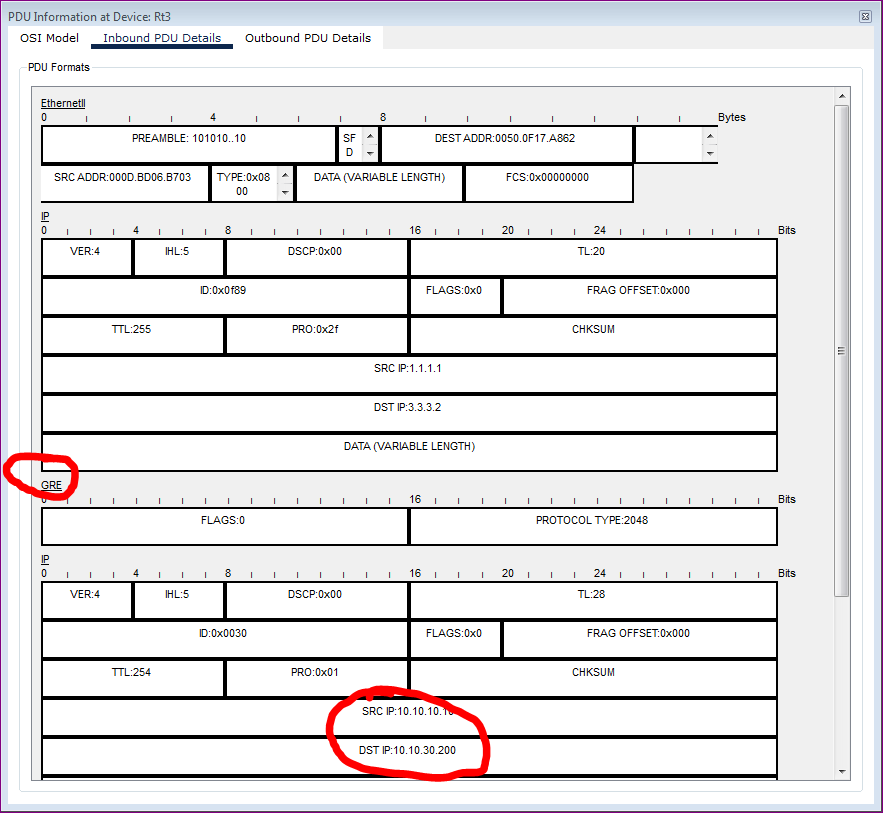 PDU Information at Device: Rt3
OSI Model Inbound PDU Details Outbound PDU Details
PDU Formats
EthernetII
0 4 8 Bytes
PREAMBLE: 101010..10 SF D DEST ADDR:0050.0F17.A862
SRC ADDR:000D.BD06.B703 TYPE:0x08 00 DATA (VARIABLE LENGTH) FCS:0x00000000
IP
0 4 8 16 20 24 Bits
VER:4 IHL:5 DSCP:0x00 TL:20
ID:0x0f89 FLAGS:0x0 FRAG OFFSET:0x000
TTL:255 PRO:0x2f CHKSUM
SRC IP:1.1.1.1
DST IP:3.3.3.2
DATA (VARIABLE LENGTH)
GRE
0 16 Bits
FLAGS:0 PROTOCOL TYPE:2048
IP
0 4 8 16 20 24 Bits
VER:4 IHL:5 DSCP:0x00 TL:28
ID:0x0030 FLAGS:0x0 FRAG OFFSET:0x000
TTL:254 PRO:0x01 CHKSUM
SRC IP:10.10.10.10
DST IP:10.10.30.200